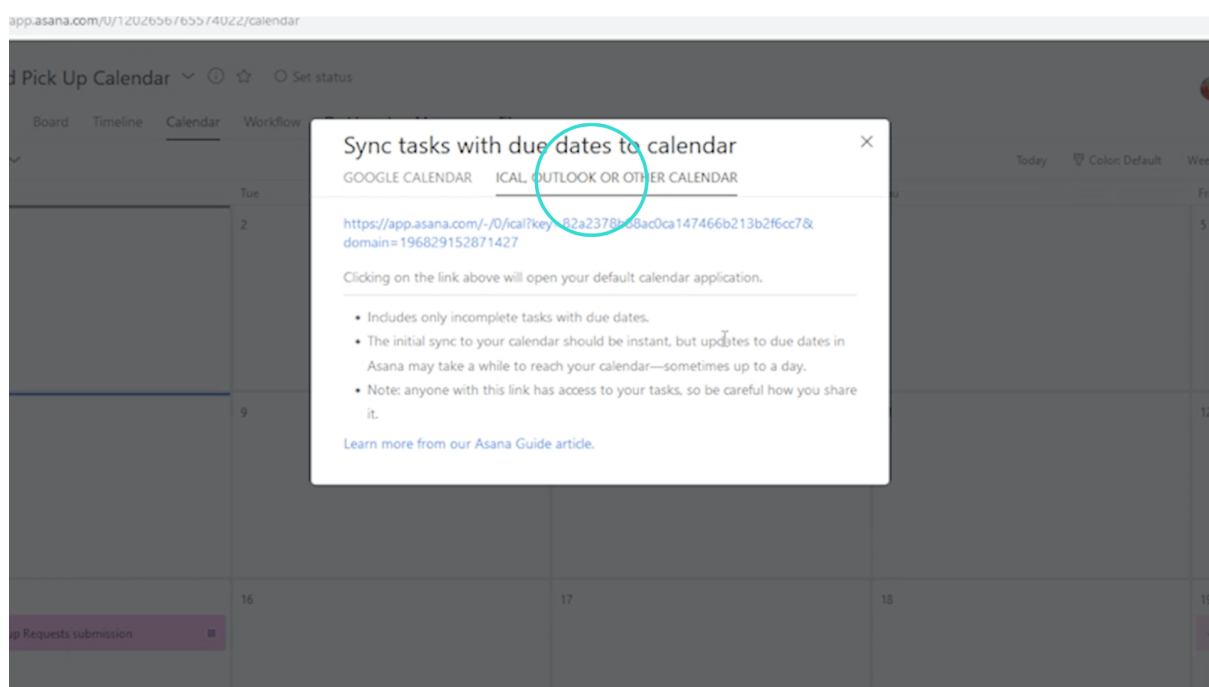 app.asana.com/0/1202656765574022/calendar
Pick Up Calendar
Set status
Board Timeline Calendar Workflow
Sync tasks with due dates to calendar
GOOGLE CALENDAR ICAL, OUTLOOK OR OTHER CALENDAR
Today Color: Default
Tue
https://app.asana.com/-/0/ical?key=82a2378b88ac0ca147466b213b2f6cc7&
domain=196829152871427
2
5
Clicking on the link above will open your default calendar application.
• Includes only incomplete tasks with due dates.
• The initial sync to your calendar should be instant, but updates to due dates in
Asana may take a while to reach your calendar—sometimes up to a day.
• Note: anyone with this link has access to your tasks, so be careful how you share
it.
9
Learn more from our Asana Guide article.
16 17 18
Requests submission